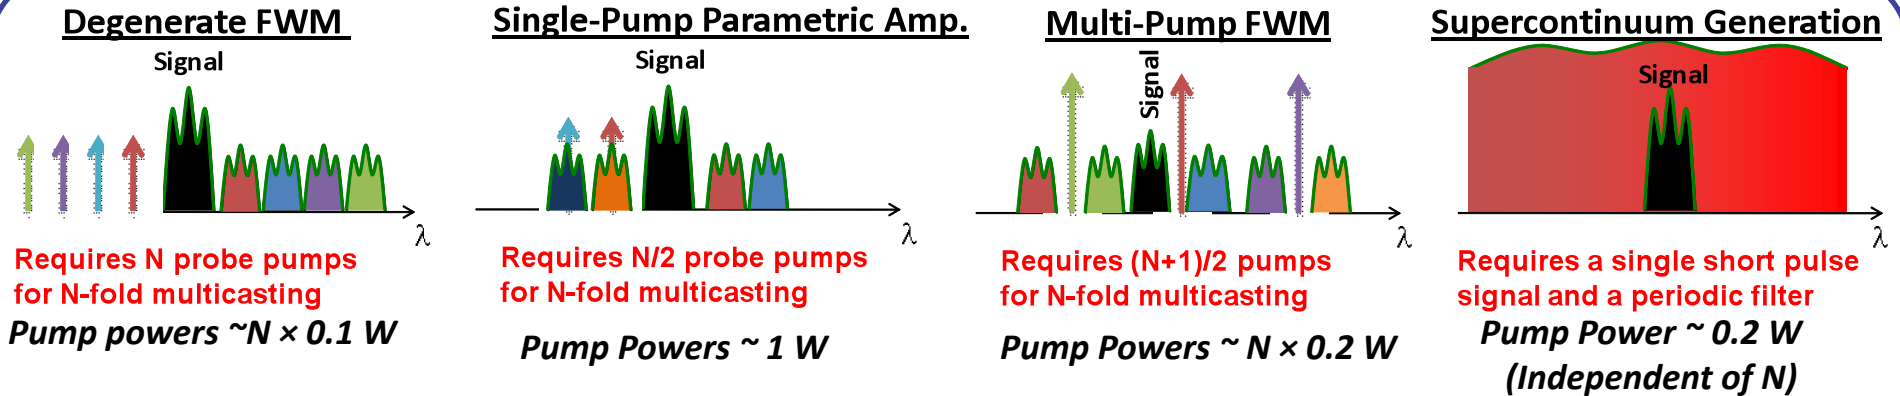 Degenerate FWM
Signal
λ
Requires N probe pumps
for N-fold multicasting
Pump powers ~N × 0.1 W
Single-Pump Parametric Amp.
Signal
λ
Requires N/2 probe pumps
for N-fold multicasting
Pump Powers ~ 1 W
Multi-Pump FWM
Signal
λ
Requires (N+1)/2 pumps
for N-fold multicasting
Pump Powers ~ N × 0.2 W
Supercontinuum Generation
Signal
λ
Requires a single short pulse
signal and a periodic filter
Pump Power ~ 0.2 W
(Independent of N)